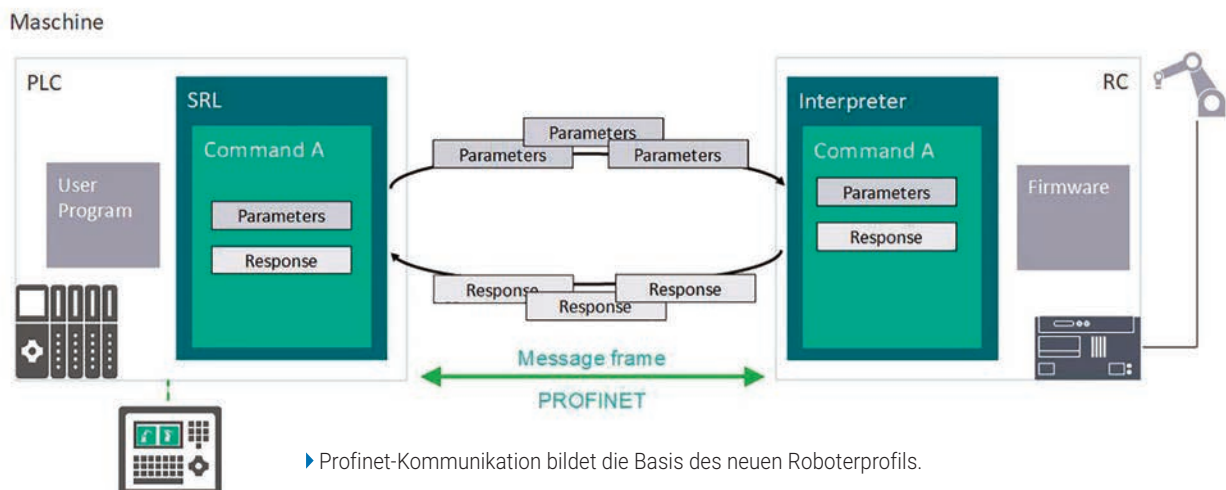 Maschine
PLC
SRL
Command A
User
Program
Parameters
Response
Parameters
Parameters
Parameters
Response
Response
Response
Message frame
PROFINET
Interpreter
RC
Command A
Parameters
Response
Firmware
Profinet-Kommunikation bildet die Basis des neuen Roboterprofils.